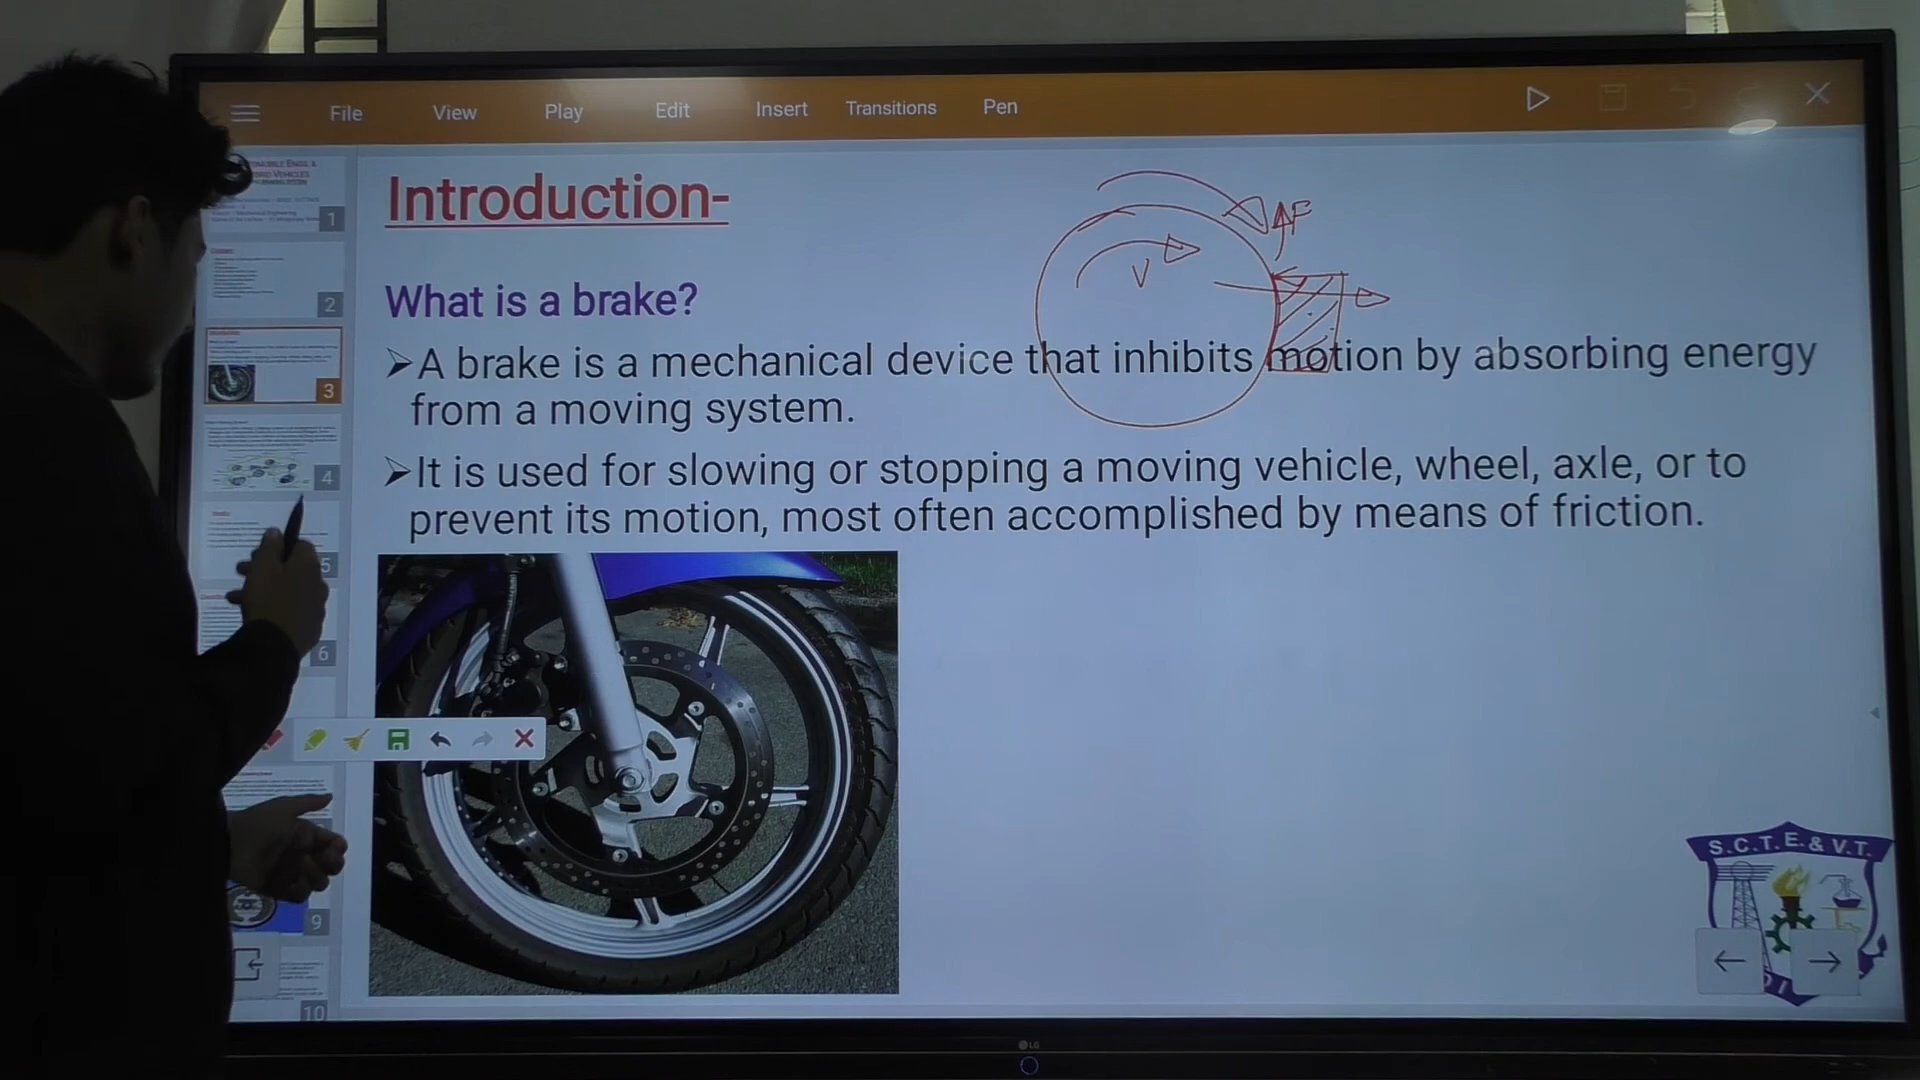 File View Play Edit Insert Transitions Pen
1
2
3
4
5
6
9
10
Introduction-
V
F
What is a brake?
➢A brake is a mechanical device that inhibits motion by absorbing energy
from a moving system.
➢It is used for slowing or stopping a moving vehicle, wheel, axle, or to
prevent its motion, most often accomplished by means of friction.
S.C.T.E.& V.T.
LG